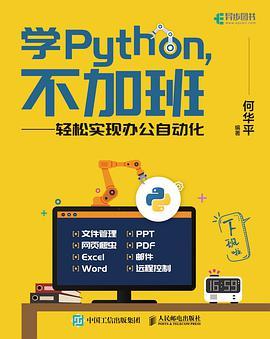 异步图书
www.epubit.com
学Python,
不加班
——轻松实现办公自动化
何华平
编著
文件管理
PPT
网页爬虫
PDF
Excel
邮件
Word
远程控制
下班啦
16:59
中国工信出版集团
人民邮电出版社